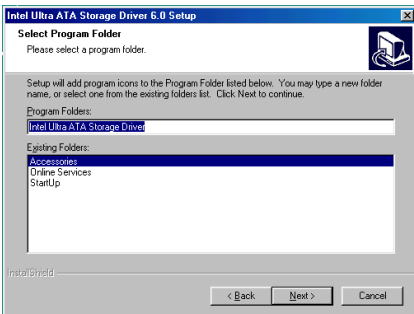 Intel Ultra ATA Storage Driver 6.0 Setup
Select Program Folder
Please select a program folder.
Setup will add program icons to the Program Folder listed below. You may type a new folder
name, or select one from the existing folders list. Click Next to continue.
Program Folders:
Intel Ultra ATA Storage Driver
Existing Folders:
Accessories
Online Services
StartUp
InstallShield
< Back
Next >
Cancel